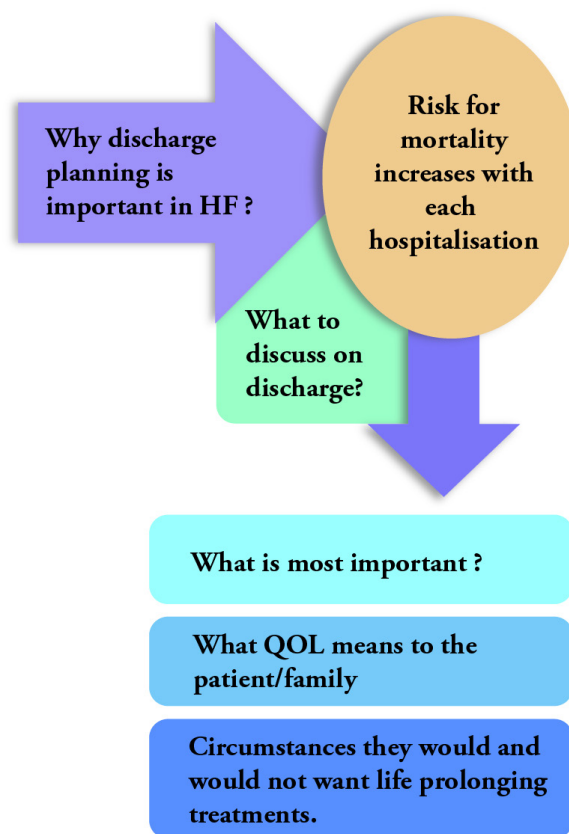 Why discharge
planning is
important in HF ?
Risk for
mortality
increases with
each
hospitalisation
What to
discuss on
discharge?
What is most important ?
What QOL means to the
patient/family
Circumstances they would and
would not want life prolonging
treatments.